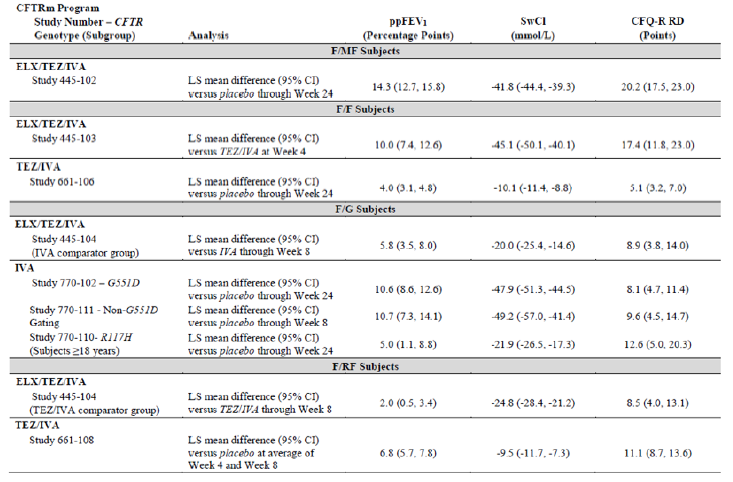 CFTRm Program
Study Number – CFTR Genotype (Subgroup) | Analysis | ppFEV1 (Percentage Points) | SwCl (mmol/L) | CFQ-R RD (Points)
F/MF Subjects
ELX/TEZ/IVA
Study 445-102 | LS mean difference (95% CI) versus placebo through Week 24 | 14.3 (12.7, 15.8) | -41.8 (-44.4, -39.3) | 20.2 (17.5, 23.0)
F/F Subjects
ELX/TEZ/IVA
Study 445-103 | LS mean difference (95% CI) versus TEZ/IVA at Week 4 | 10.0 (7.4, 12.6) | -45.1 (-50.1, -40.1) | 17.4 (11.8, 23.0)
TEZ/IVA
Study 661-106 | LS mean difference (95% CI) versus placebo through Week 24 | 4.0 (3.1, 4.8) | -10.1 (-11.4, -8.8) | 5.1 (3.2, 7.0)
F/G Subjects
ELX/TEZ/IVA
Study 445-104 (IVA comparator group) | LS mean difference (95% CI) versus IVA through Week 8 | 5.8 (3.5, 8.0) | -20.0 (-25.4, -14.6) | 8.9 (3.8, 14.0)
IVA
Study 770-102 – G551D | LS mean difference (95% CI) versus placebo through Week 24 | 10.6 (8.6, 12.6) | -47.9 (-51.3, -44.5) | 8.1 (4.7, 11.4)
Study 770-111 - Non-G551D Gating | LS mean difference (95% CI) versus placebo through Week 8 | 10.7 (7.3, 14.1) | -49.2 (-57.0, -41.4) | 9.6 (4.5, 14.7)
Study 770-110- R117H (Subjects ≥18 years) | LS mean difference (95% CI) versus placebo through Week 24 | 5.0 (1.1, 8.8) | -21.9 (-26.5, -17.3) | 12.6 (5.0, 20.3)
F/RF Subjects
ELX/TEZ/IVA
Study 445-104 (TEZ/IVA comparator group) | LS mean difference (95% CI) versus TEZ/IVA through Week 8 | 2.0 (0.5, 3.4) | -24.8 (-28.4, -21.2) | 8.5 (4.0, 13.1)
TEZ/IVA
Study 661-108 | LS mean difference (95% CI) versus placebo at average of Week 4 and Week 8 | 6.8 (5.7, 7.8) | -9.5 (-11.7, -7.3) | 11.1 (8.7, 13.6)